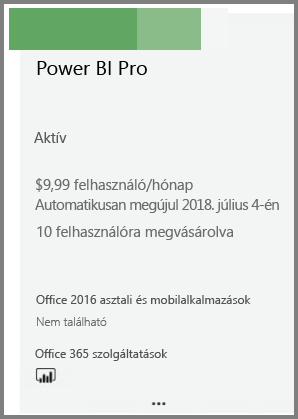 Power BI Pro
Aktív
$9,99 felhasználó/hónap
Automatikusan megújul 2018. július 4-én
10 felhasználóra megvásárolva
Office 2016 asztali és mobilalkalmazások
Nem található
Office 365 szolgáltatások